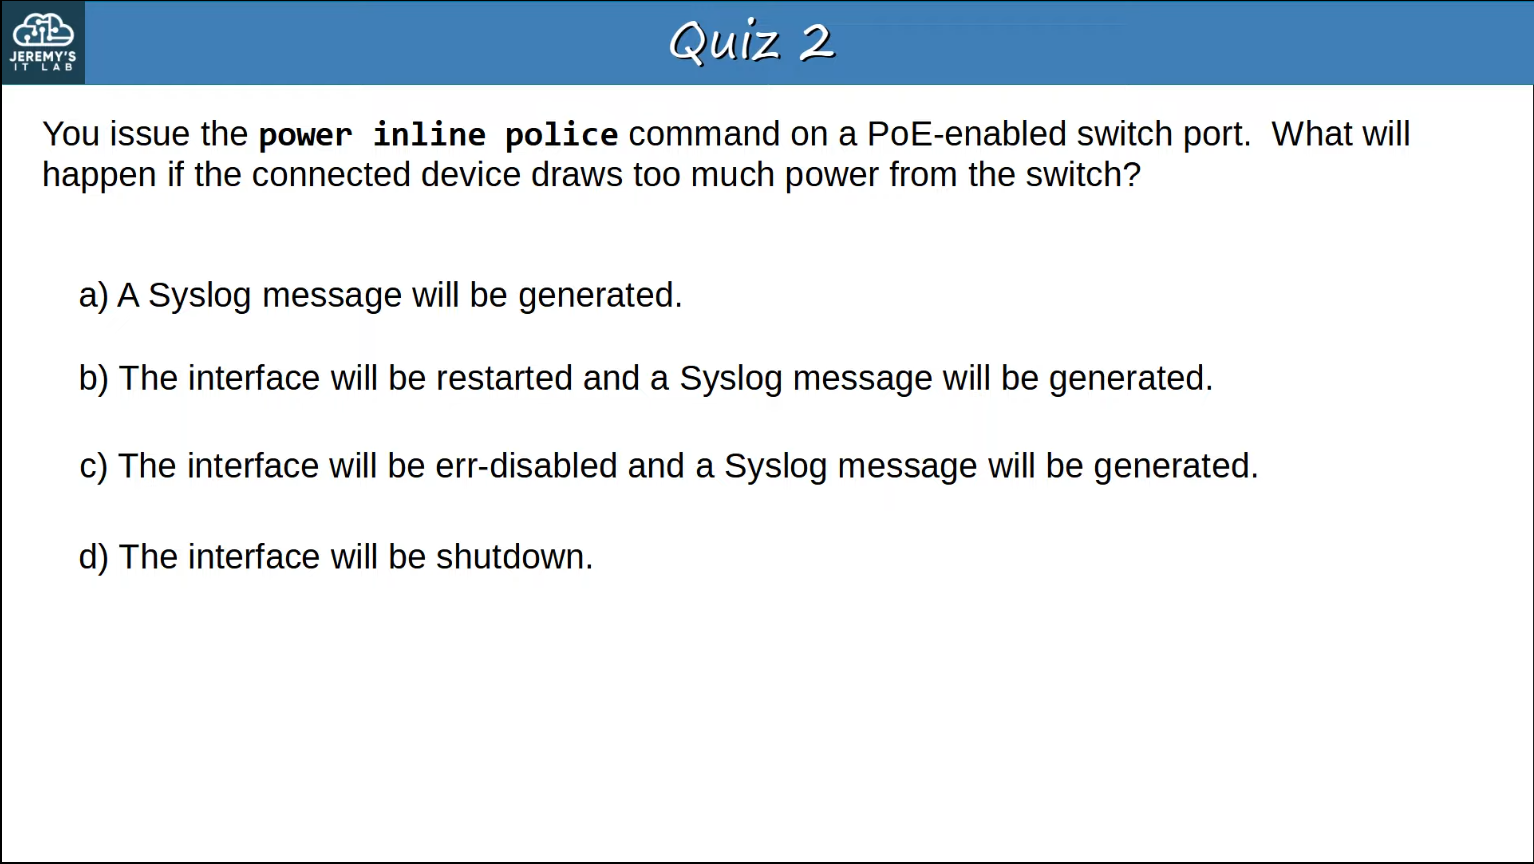 JEREMY'S
IT LAB
Quiz 2
You issue the power inline police command on a PoE-enabled switch port.  What will
happen if the connected device draws too much power from the switch?
a) A Syslog message will be generated.
b) The interface will be restarted and a Syslog message will be generated.
c) The interface will be err-disabled and a Syslog message will be generated.
d) The interface will be shutdown.